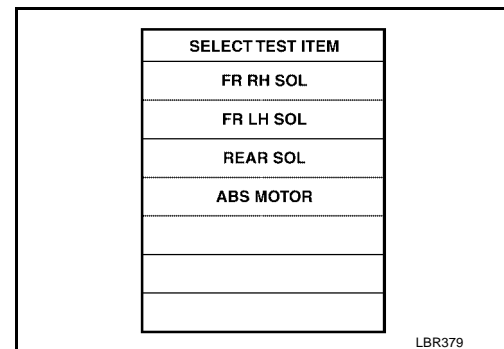 SELECT TEST ITEM
FR RH SOL
FR LH SOL
REAR SOL
ABS MOTOR
LBR379